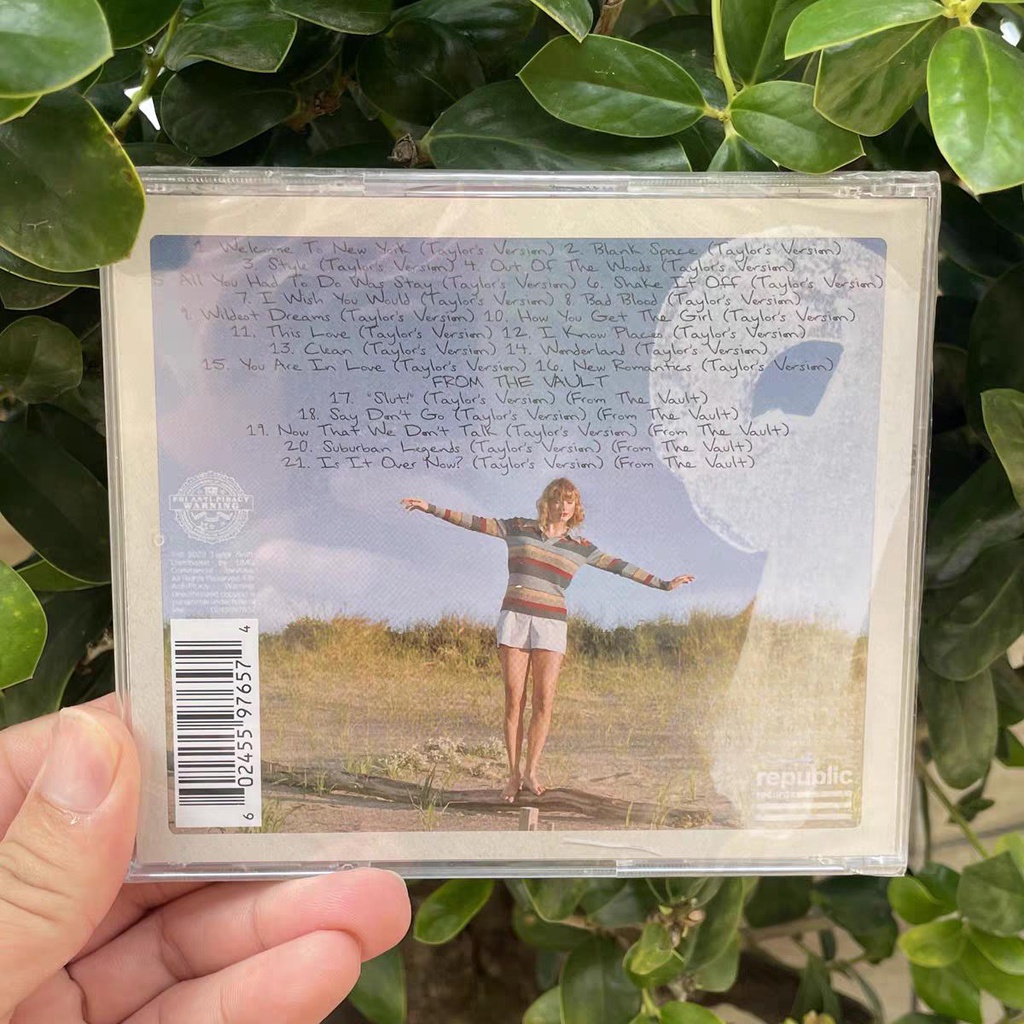 1. Welcome To New York (Taylor's Version) 2. Blank Space (Taylor's Version)
3. Style (Taylor's Version) 4. Out Of The Woods (Taylor's Version)
5 All You Had To Do Was Stay (Taylor's Version) 6. Shake It Off (Taylor's Version)
7. I Wish You Would (Taylor's Version) 8. Bad Blood (Taylor's Version)
9. Wildest Dreams (Taylor's Version) 10. How You Get The Girl (Taylor's Version)
11. This Love (Taylor's Version) 12. I Know Places (Taylor's Version)
13. Clean (Taylor's Version) 14. Wonderland (Taylor's Version)
15. You Are In Love (Taylor's Version) 16. New Romantics (Taylor's Version)
FROM THE VAULT
17. "Slut!" (Taylor's Version) (From The Vault)
18. Say Don't Go (Taylor's Version) (From The Vault)
19. Now That We Don't Talk (Taylor's Version) (From The Vault)
20. Suburban Legends (Taylor's Version) (From The Vault)
21. Is It Over Now? (Taylor's Version) (From The Vault)
FBI ANTI-PIRACY
WARNING
6 02455 97657 4
republic
records